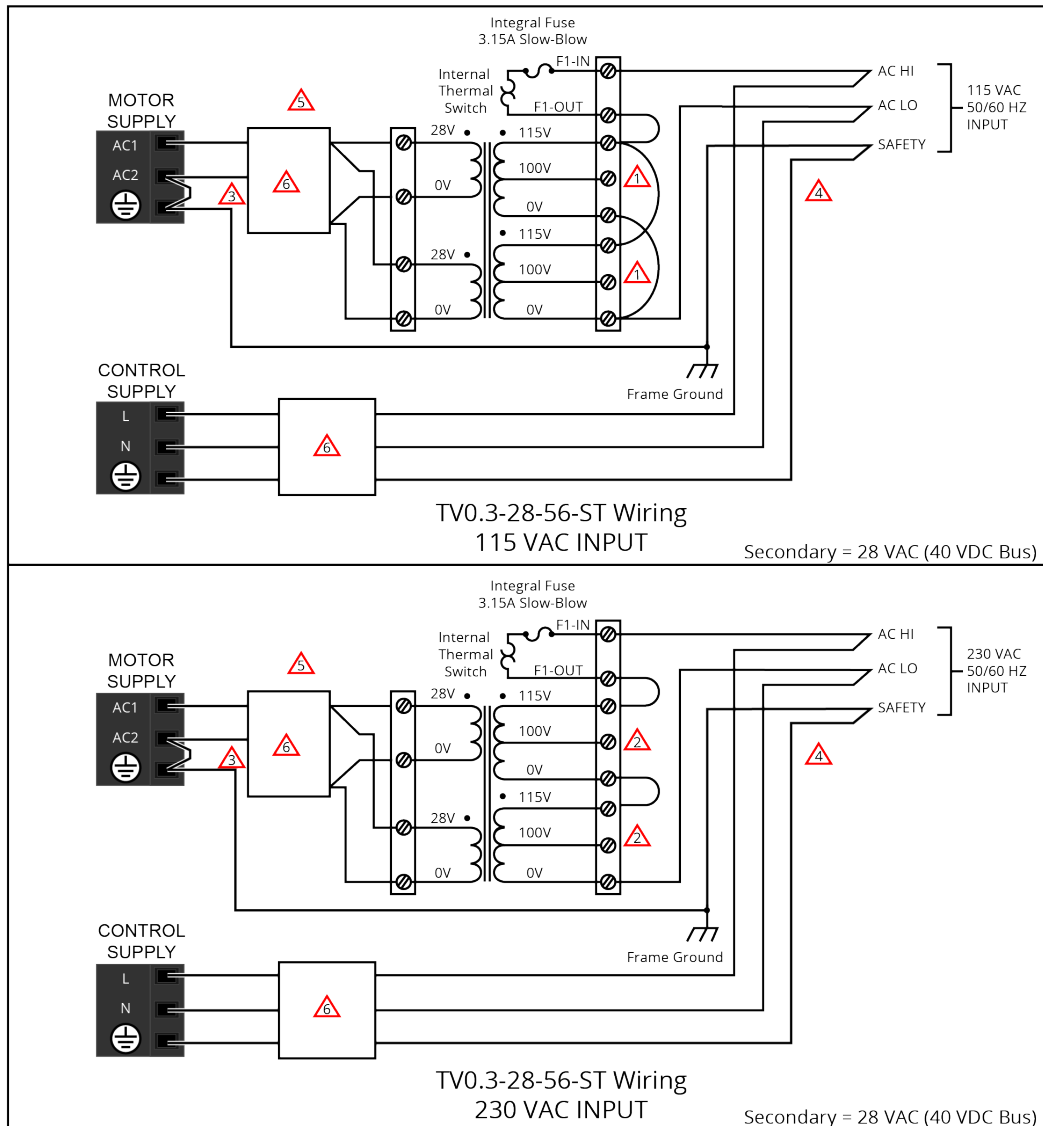 Integral Fuse
3.15A Slow-Blow
F1-IN
Internal
Thermal
Switch
F1-OUT
AC HI
AC LO
SAFETY
115 VAC
50/60 HZ
INPUT
MOTOR
SUPPLY
AC1
AC2
5
6
3
28V
0V
28V
0V
115V
100V
0V
115V
100V
0V
1
1
4
Frame Ground
CONTROL
SUPPLY
L
N
6
TV0.3-28-56-ST Wiring
115 VAC INPUT
Secondary = 28 VAC (40 VDC Bus)
Integral Fuse
3.15A Slow-Blow
F1-IN
Internal
Thermal
Switch
F1-OUT
AC HI
AC LO
SAFETY
230 VAC
50/60 HZ
INPUT
MOTOR
SUPPLY
AC1
AC2
5
6
3
28V
0V
28V
0V
115V
100V
0V
115V
100V
0V
2
2
4
Frame Ground
CONTROL
SUPPLY
L
N
6
TV0.3-28-56-ST Wiring
230 VAC INPUT
Secondary = 28 VAC (40 VDC Bus)